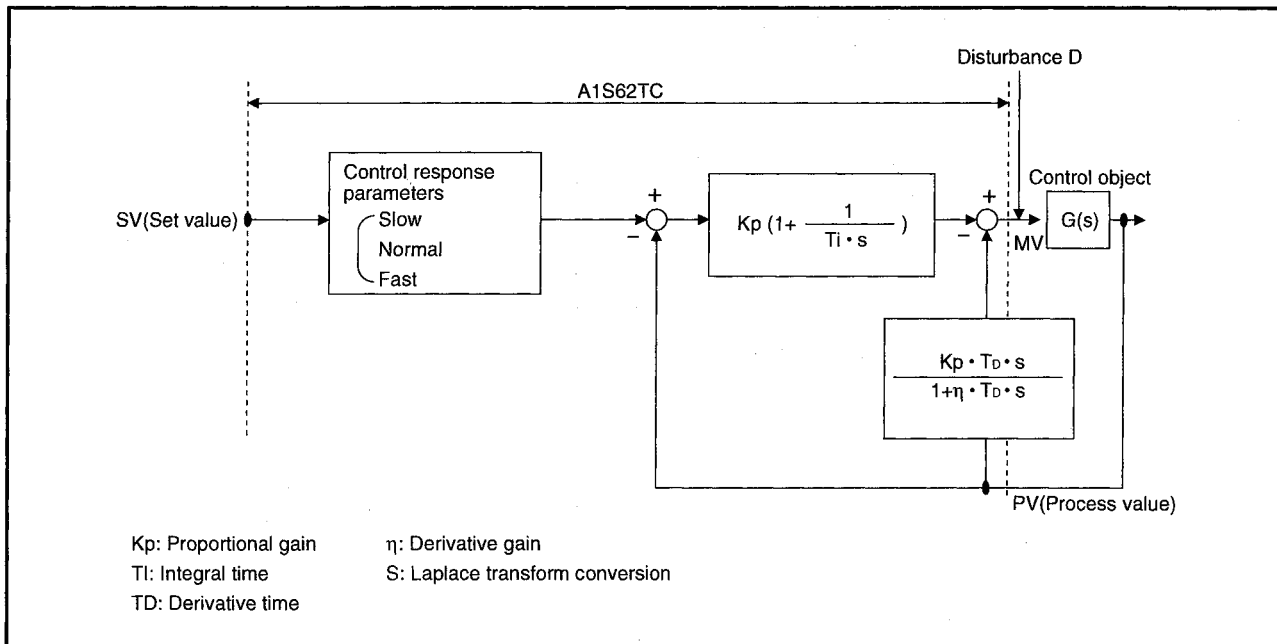 Disturbance D
A1S62TC
Control response
parameters
Slow
Normal
Fast
SV(Set value)
+
−
Kp (1+ 1 / Ti • s )
+
−
MV
Control object
G(s)
Kp • TD • s
1+η • TD • s
PV(Process value)
Kp: Proportional gain
η: Derivative gain
TI: Integral time
S: Laplace transform conversion
TD: Derivative time